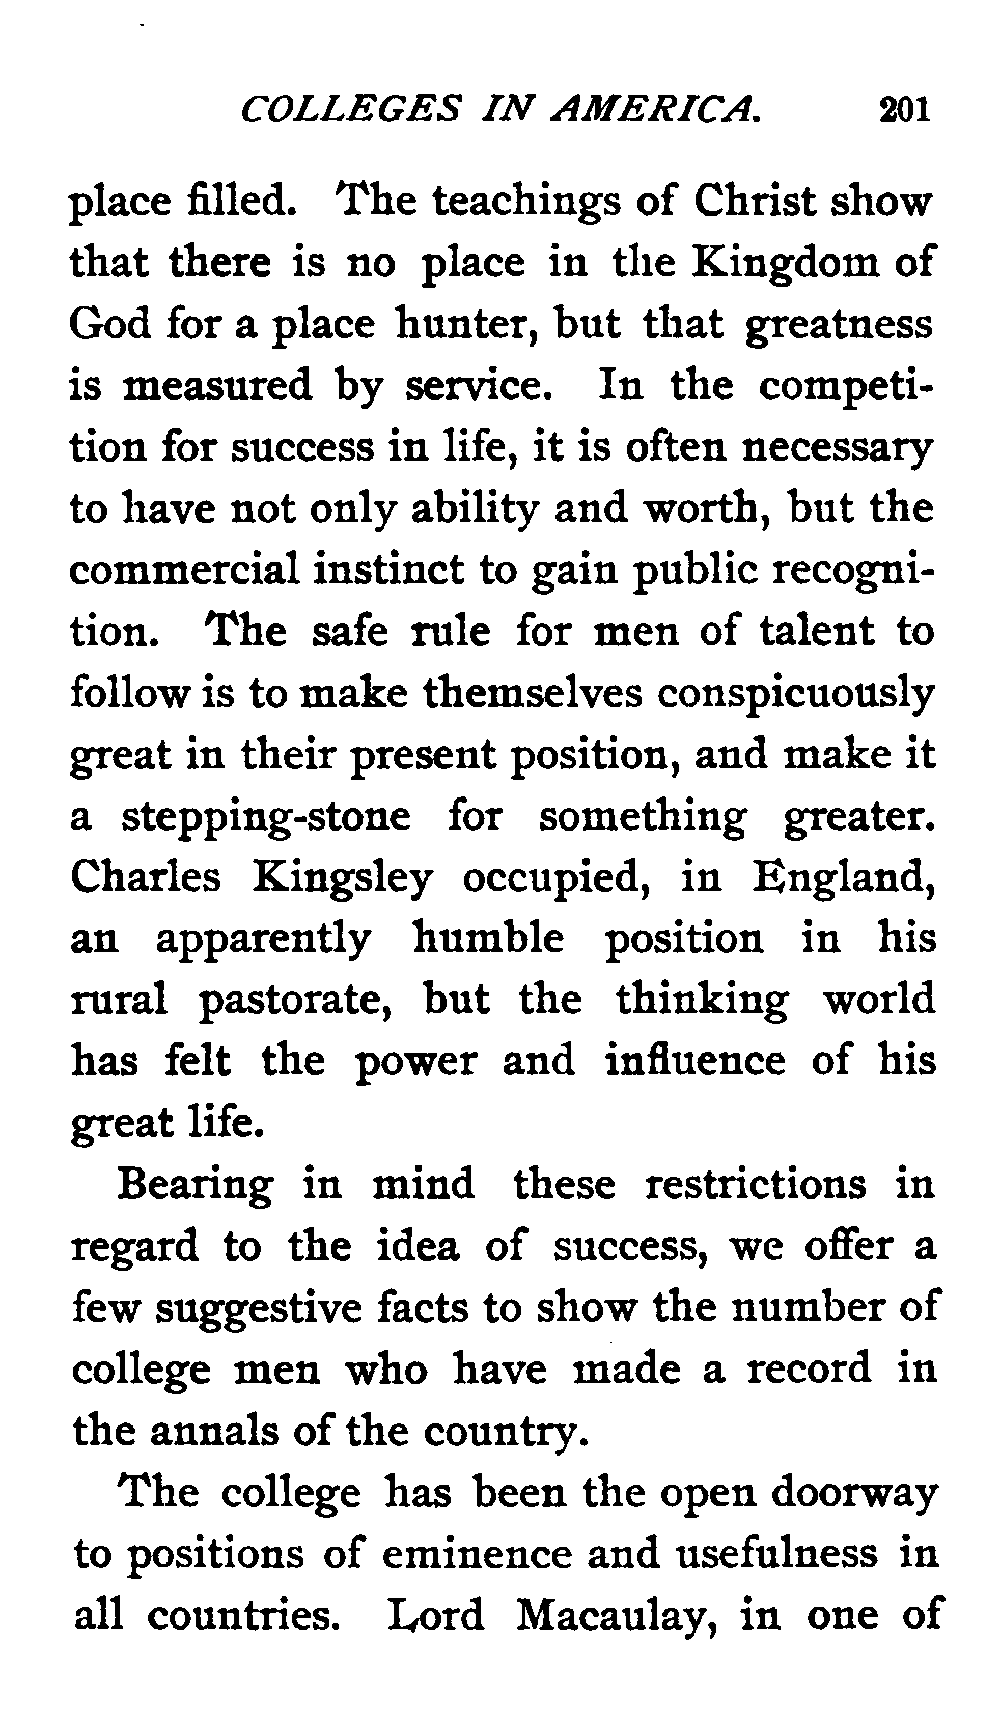 COLLEGES IN AMERICA. 201
place filled. The teachings of Christ show
that there is no place in the Kingdom of
God for a place hunter, but that greatness
is measured by service. In the competi-
tion for success in life, it is often necessary
to have not only ability and worth, but the
commercial instinct to gain public recogni-
tion. The safe rule for men of talent to
follow is to make themselves conspicuously
great in their present position, and make it
a stepping-stone for something greater.
Charles Kingsley occupied, in England,
an apparently humble position in his
rural pastorate, but the thinking world
has felt the power and influence of his
great life.
Bearing in mind these restrictions in
regard to the idea of success, we offer a
few suggestive facts to show the number of
college men who have made a record in
the annals of the country.
The college has been the open doorway
to positions of eminence and usefulness in
all countries. Lord Macaulay, in one of